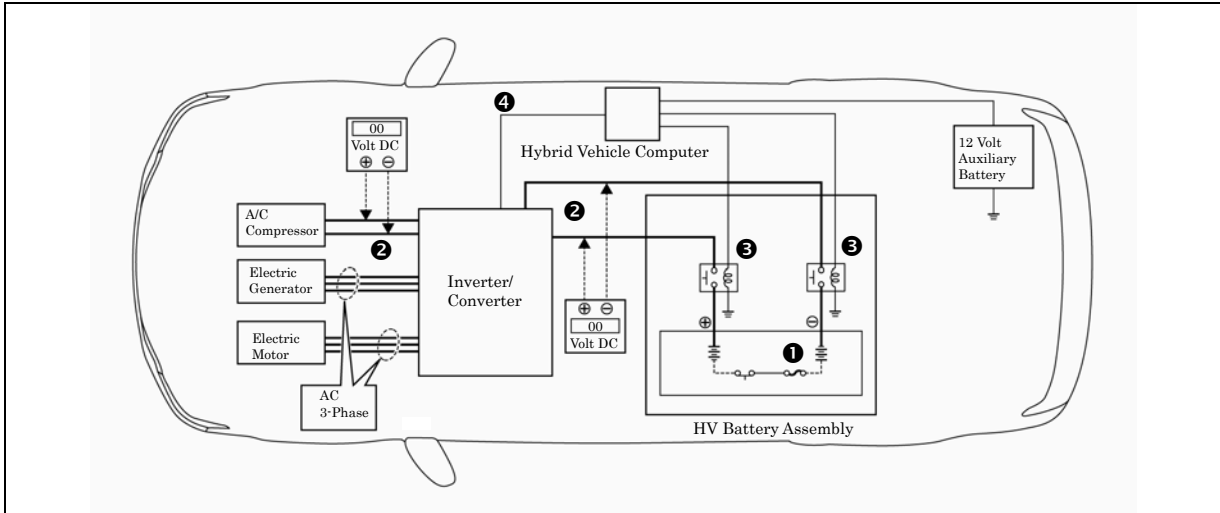 ❹
00
Volt DC
⊕ ⊖
Hybrid Vehicle Computer
12 Volt
Auxiliary
Battery
A/C
Compressor
❷
❷
❸
❸
Electric
Generator
Inverter/
Converter
⊕ ⊖
00
Volt DC
⊕
⊖
Electric
Motor
❶
AC
3-Phase
HV Battery Assembly